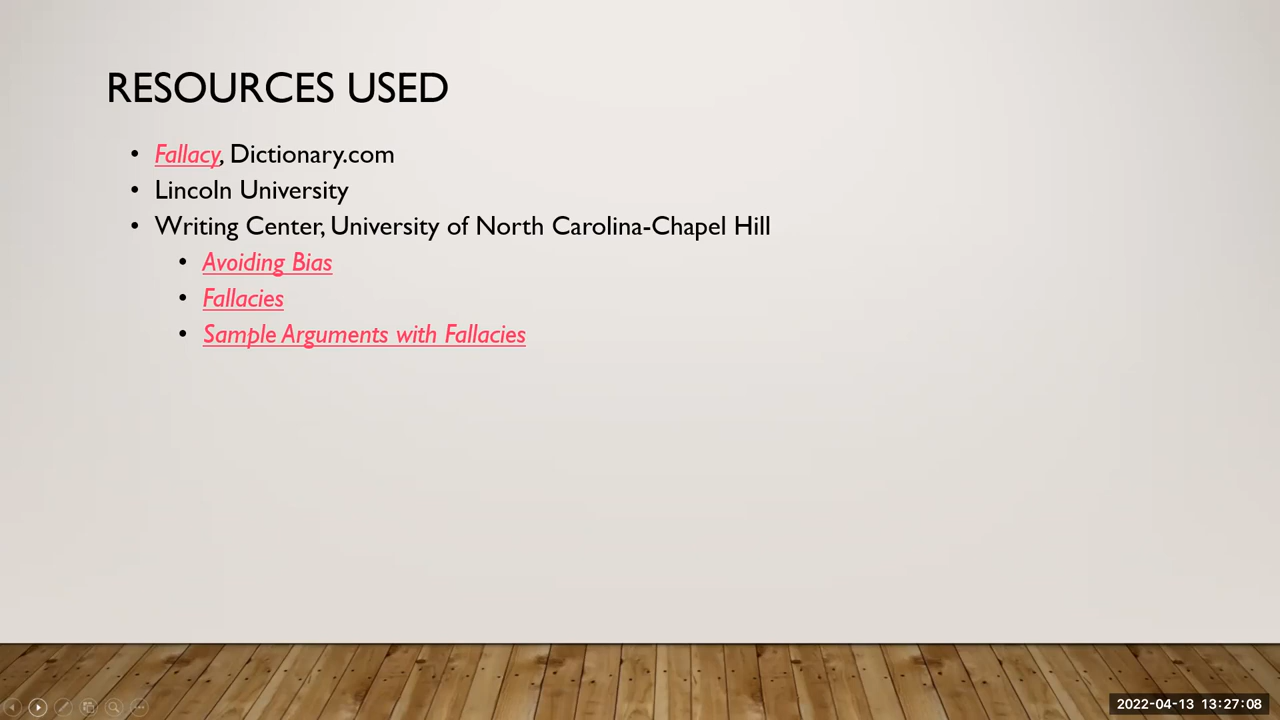 RESOURCES USED
• Fallacy, Dictionary.com
• Lincoln University
• Writing Center, University of North Carolina-Chapel Hill
• Avoiding Bias
• Fallacies
• Sample Arguments with Fallacies
2022-04-13 13:27:08